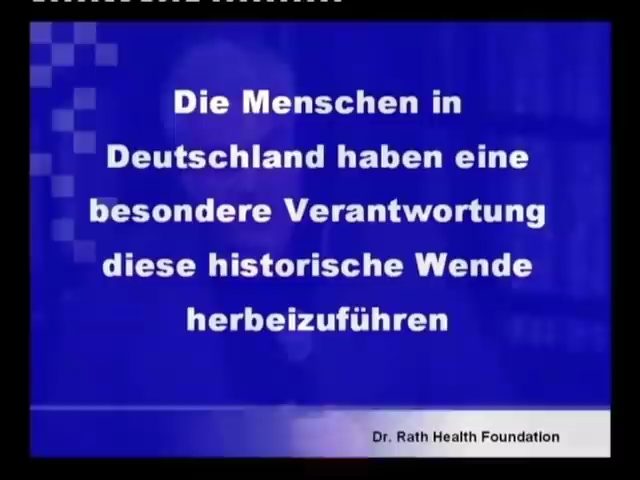 Die Menschen in
Deutschland haben eine
besondere Verantwortung
diese historische Wende
herbeizuführen
Dr. Rath Health Foundation